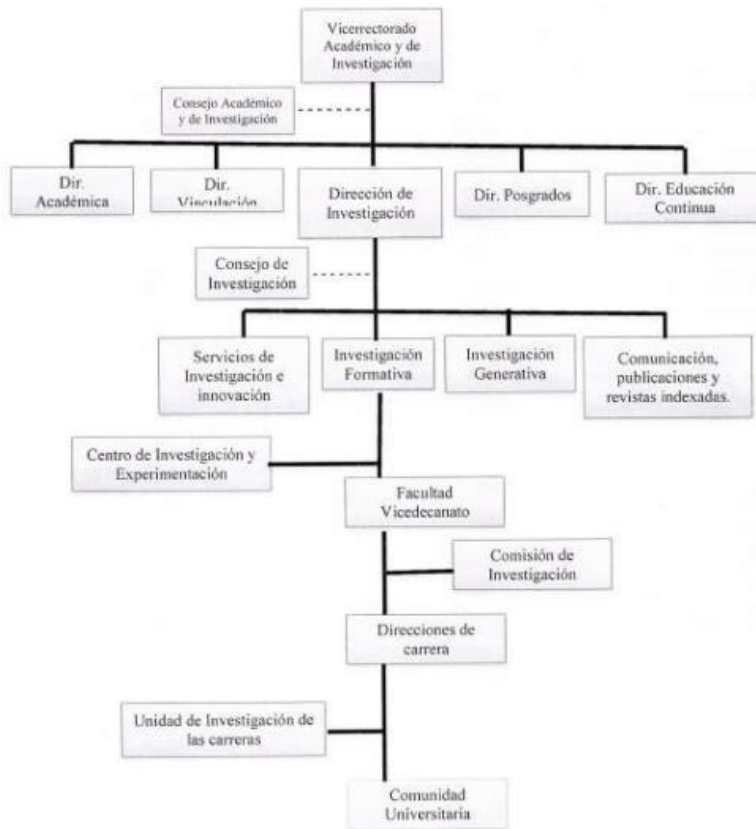 Vicerrectorado
Académico y de
Investigación
Consejo Académico
y de Investigación
Dir.
Académica
Dir.
Vinculación
Dirección de
Investigación
Dir. Posgrados
Dir. Educación
Continua
Consejo de
Investigación
Servicios de
Investigación e
innovación
Investigación
Formativa
Investigación
Generativa
Comunicación,
publicaciones y
revistas indexadas.
Centro de Investigación y
Experimentación
Facultad
Vicedecanato
Comisión de
Investigación
Direcciones de
carrera
Unidad de Investigación de
las carreras
Comunidad
Universitaria